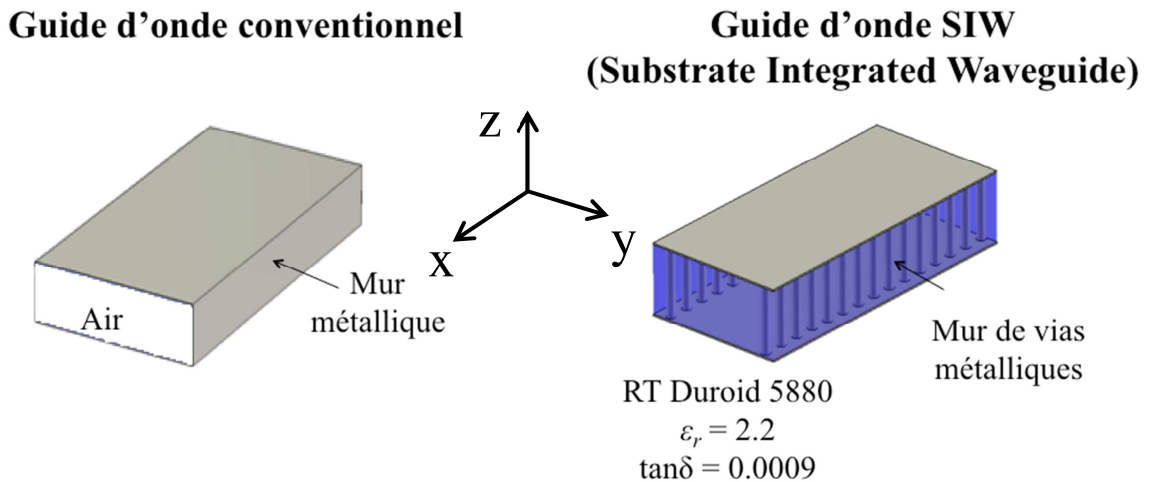 Guide d’onde conventionnel
Guide d’onde SIW
(Substrate Integrated Waveguide)
z
x
y
Air
Mur
métallique
Mur de vias
métalliques
RT Duroid 5880
εr = 2.2
tanδ = 0.0009